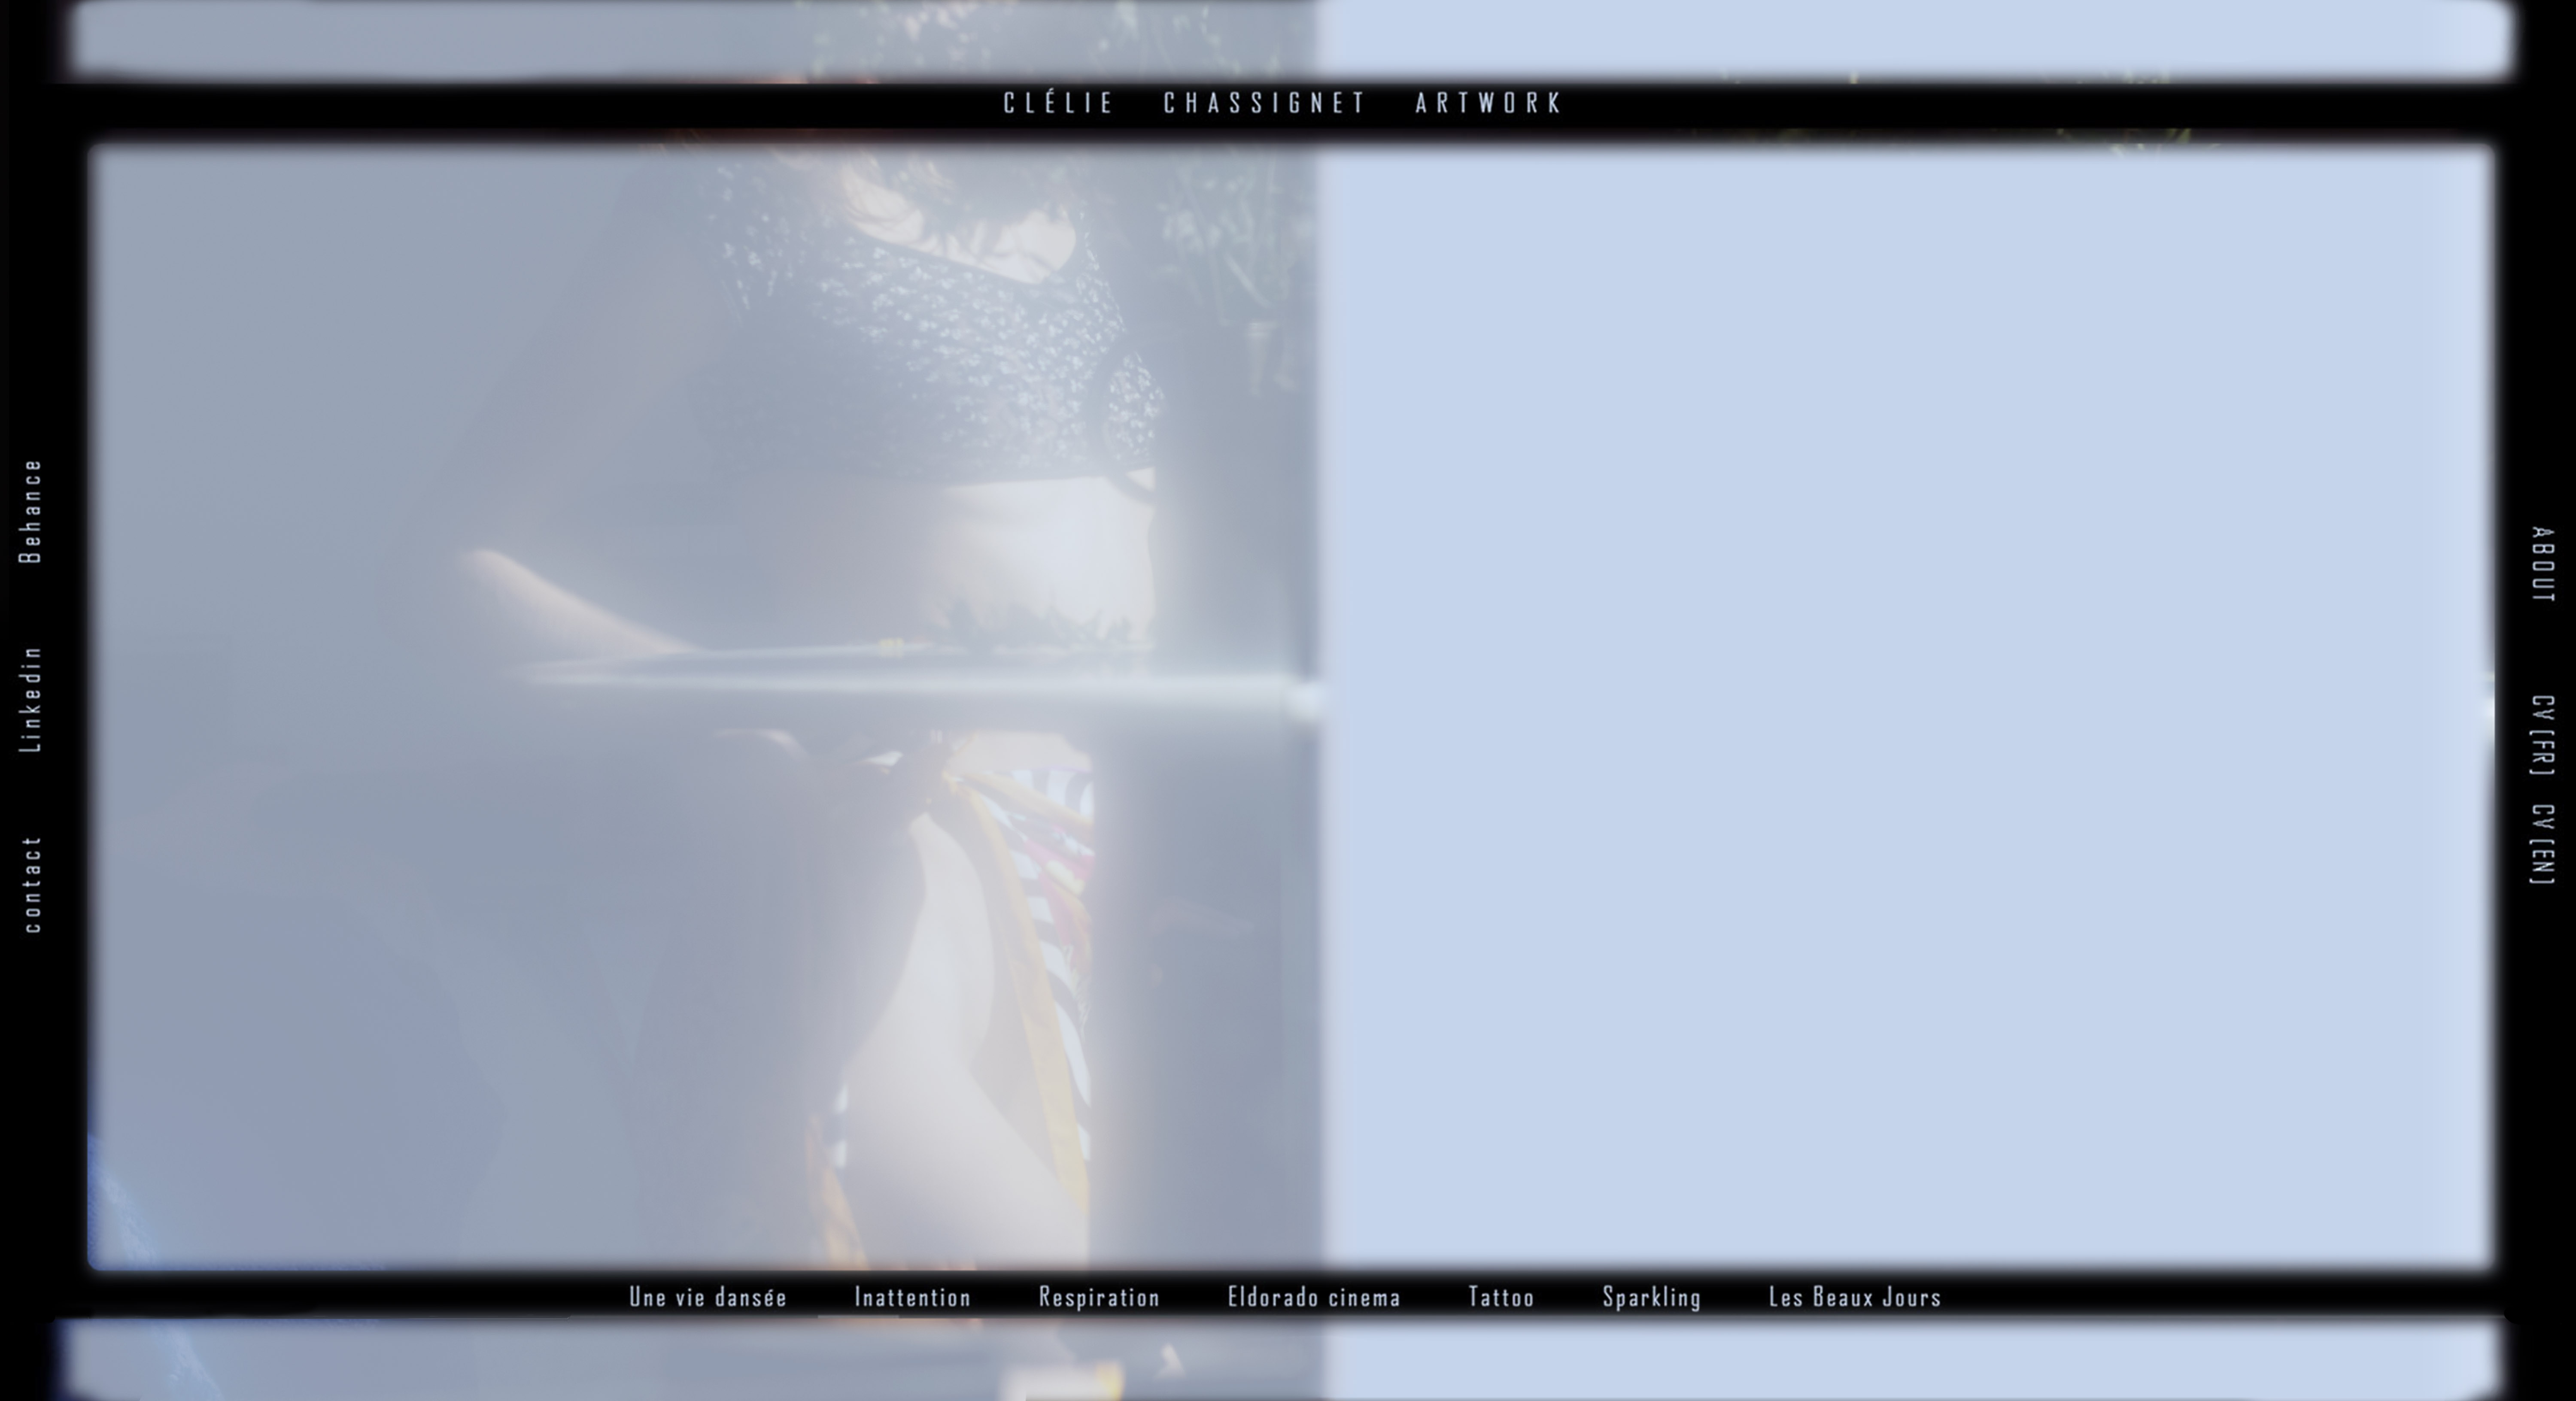 CLÉLIE CHASSIGNET ARTWORK
Behance
Linkedin
contact
ABOUT
CV [FR] CV [EN]
Une vie dansée Inattention Respiration Eldorado cinema Tattoo Sparkling Les Beaux Jours